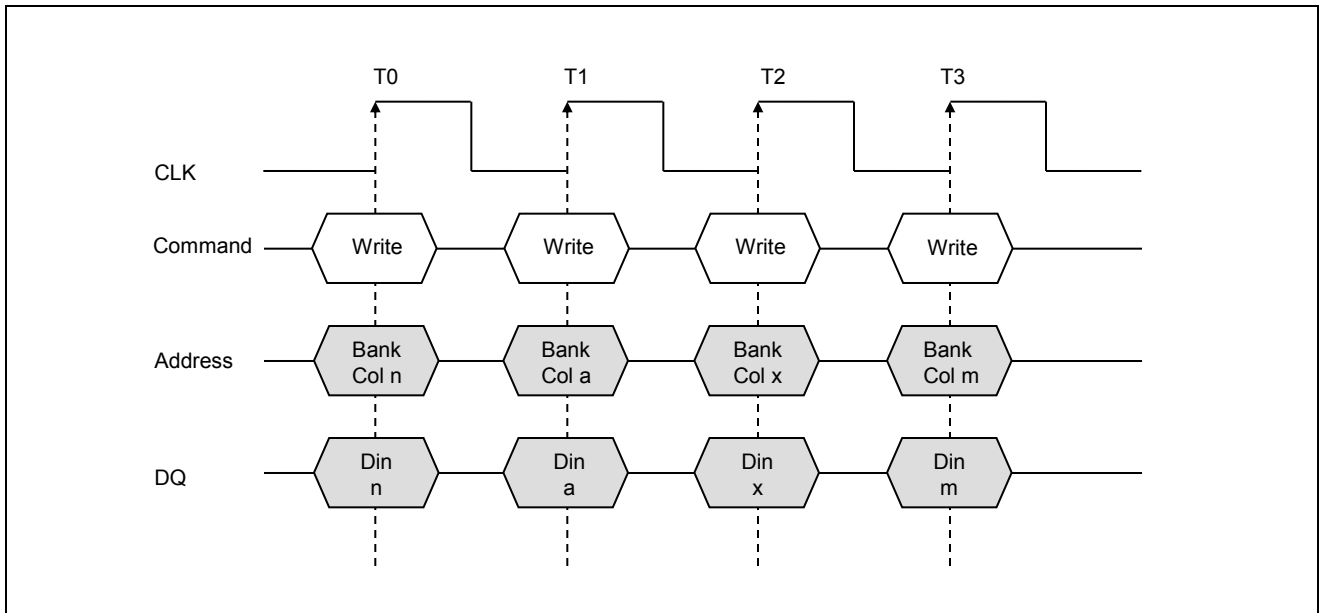 T0 T1 T2 T3
CLK
Command Write Write Write Write
Address Bank Bank Bank Bank
Col n Col a Col x Col m
DQ Din Din Din Din
n a x m